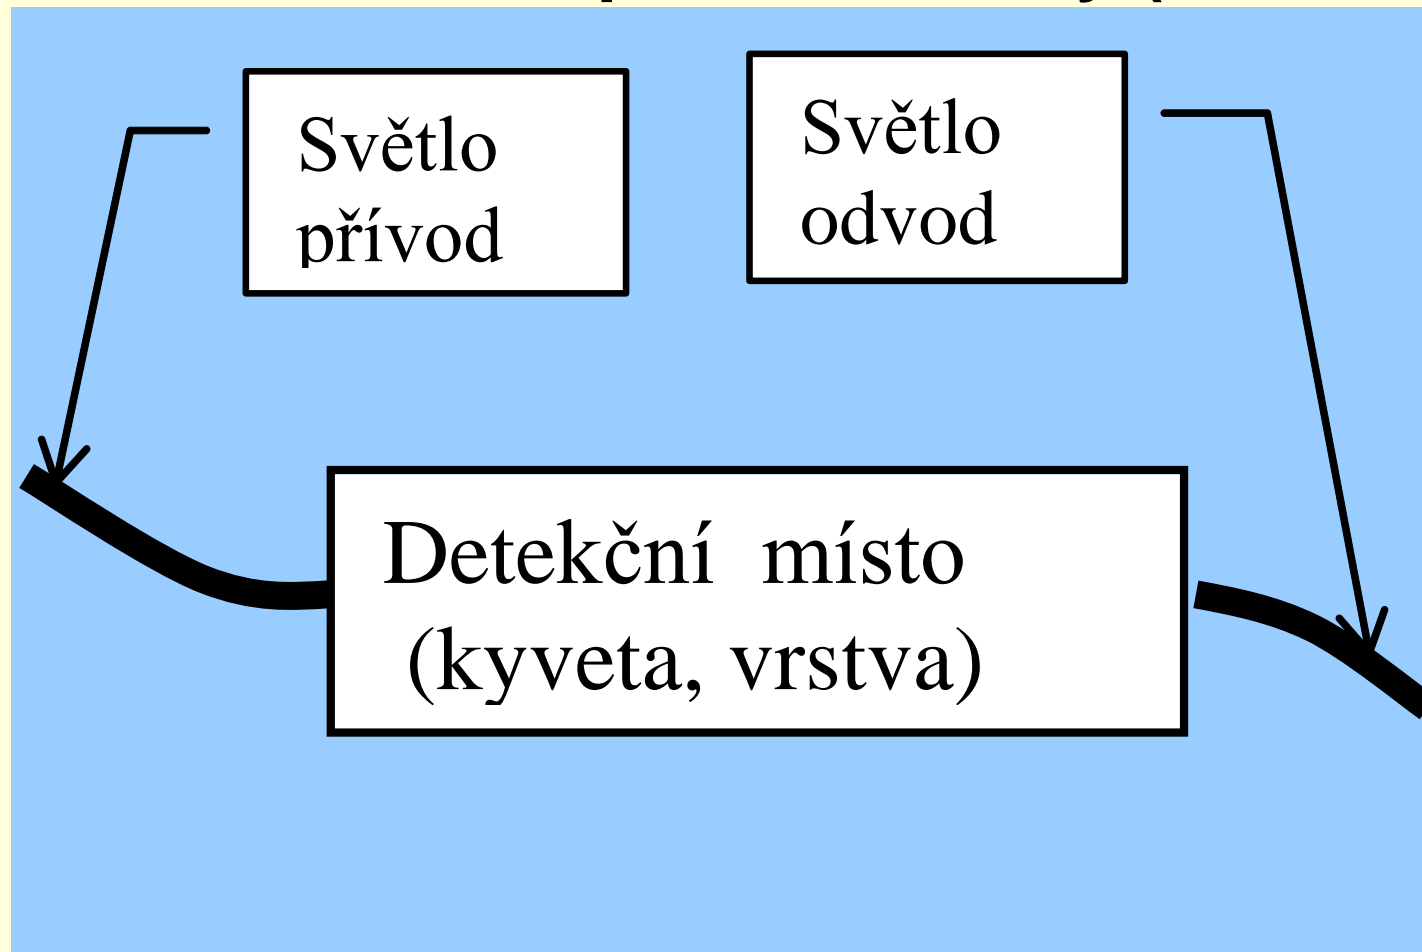 Světlo
přívod
Světlo
odvod
Detekční místo
(kyveta, vrstva)